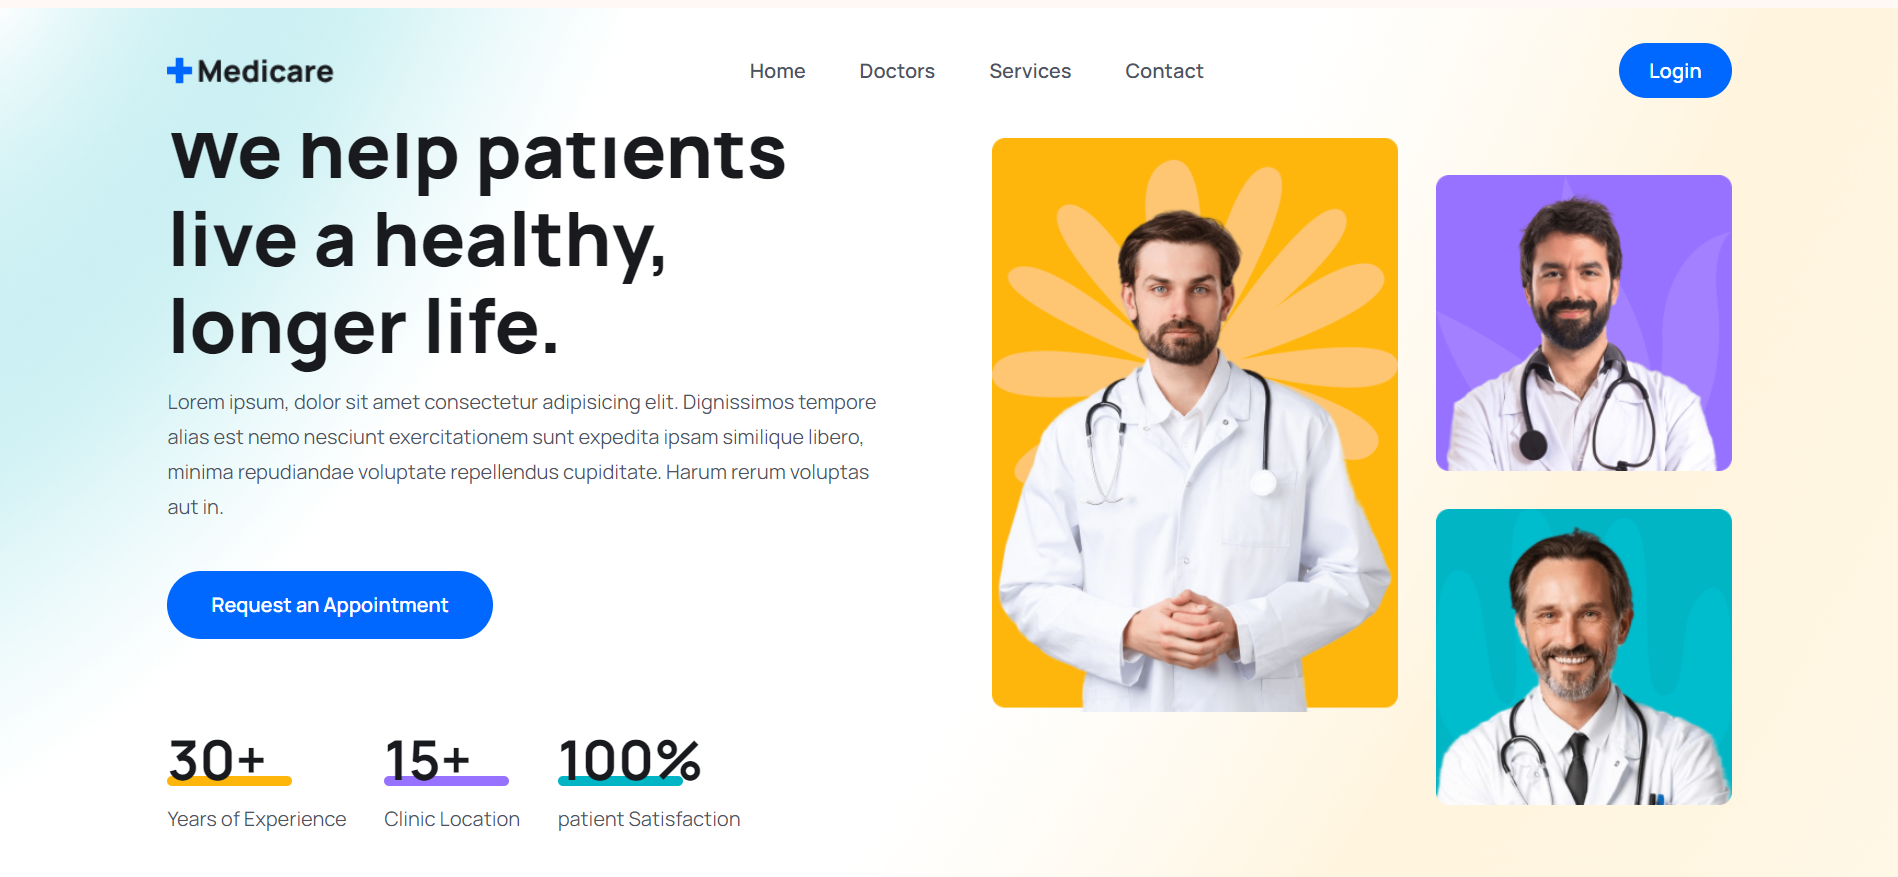 Medicare
Home Doctors Services Contact
Login
We help patients
live a healthy,
longer life.
Lorem ipsum, dolor sit amet consectetur adipisicing elit. Dignissimos tempore
alias est nemo nesciunt exercitationem sunt expedita ipsam similique libero,
minima repudiandae voluptate repellendus cupiditate. Harum rerum voluptas
aut in.
Request an Appointment
30+
Years of Experience
15+
Clinic Location
100%
patient Satisfaction